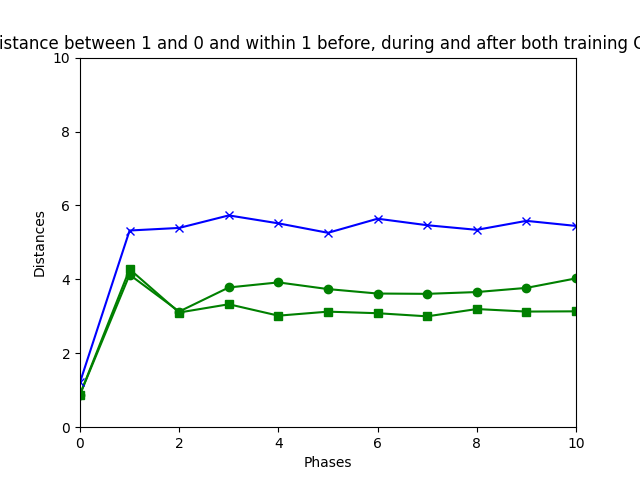 istance between 1 and 0 and within 1 before, during and after both training
10
8
6
4
2
0
Distances
0 2 4 6 8 10
Phases